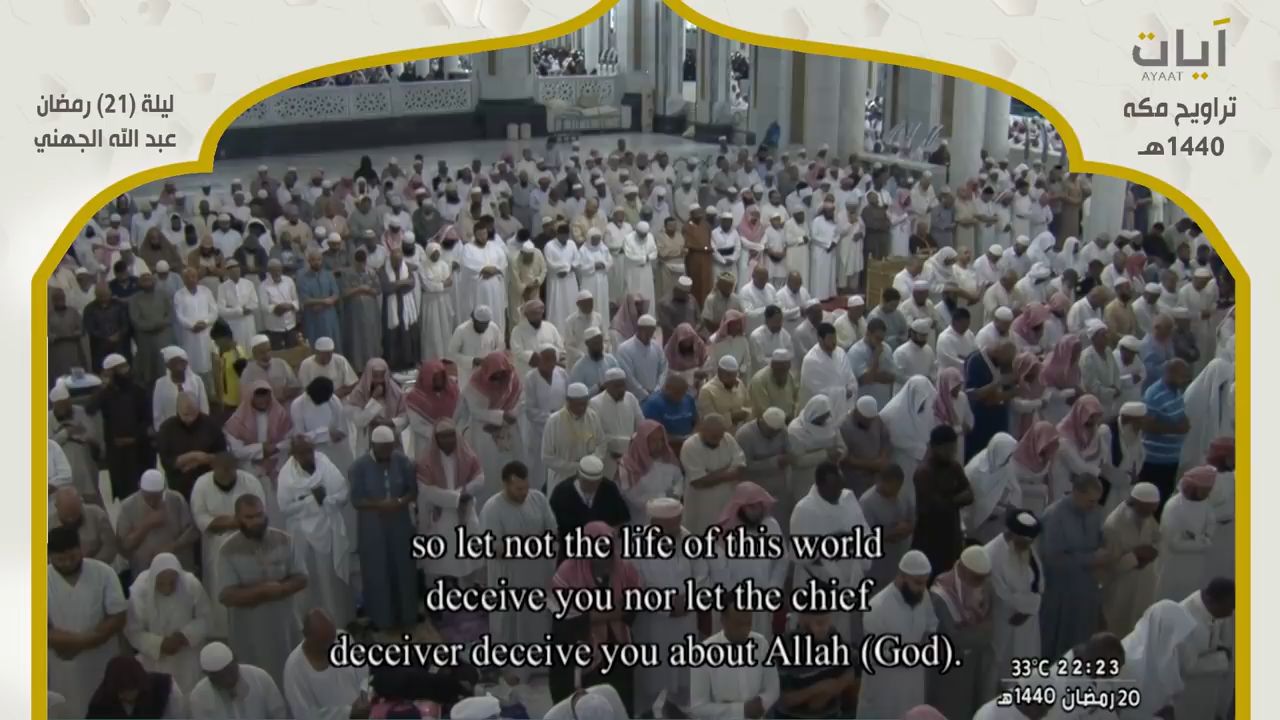 آيات
AYAAT
تراويح مكه
1440هـ
ليلة (21) رمضان
عبد الله الجهني
so let not the life of this world
deceive you nor let the chief
deceiver deceive you about Allah (God).
33°C 22:23
20 رمضان 1440هـ